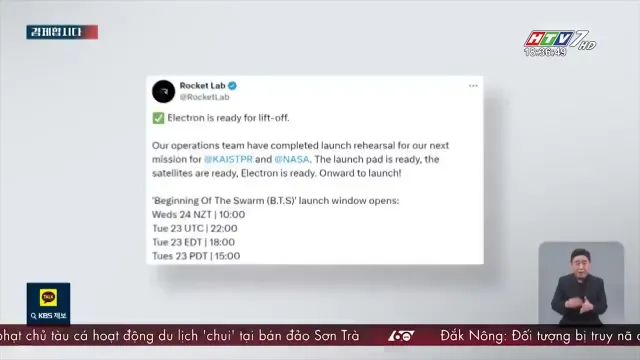 경제합시다
HTV7HD
18:36:49
Rocket Lab
@RocketLab
✅ Electron is ready for lift-off.
Our operations team have completed launch rehearsal for our next
mission for @KAISTPR and @NASA. The launch pad is ready, the
satellites are ready, Electron is ready. Onward to launch!
'Beginning Of The Swarm (B.T.S)' launch window opens:
Weds 24 NZT | 10:00
Tue 23 UTC | 22:00
Tue 23 EDT | 18:00
Tues 23 PDT | 15:00
TALK
KBS 제보
phạt chủ tàu cá hoạt động du lịch 'chui' tại bán đảo Sơn Trà
60
Đắk Nông: Đối tượng bị truy nã